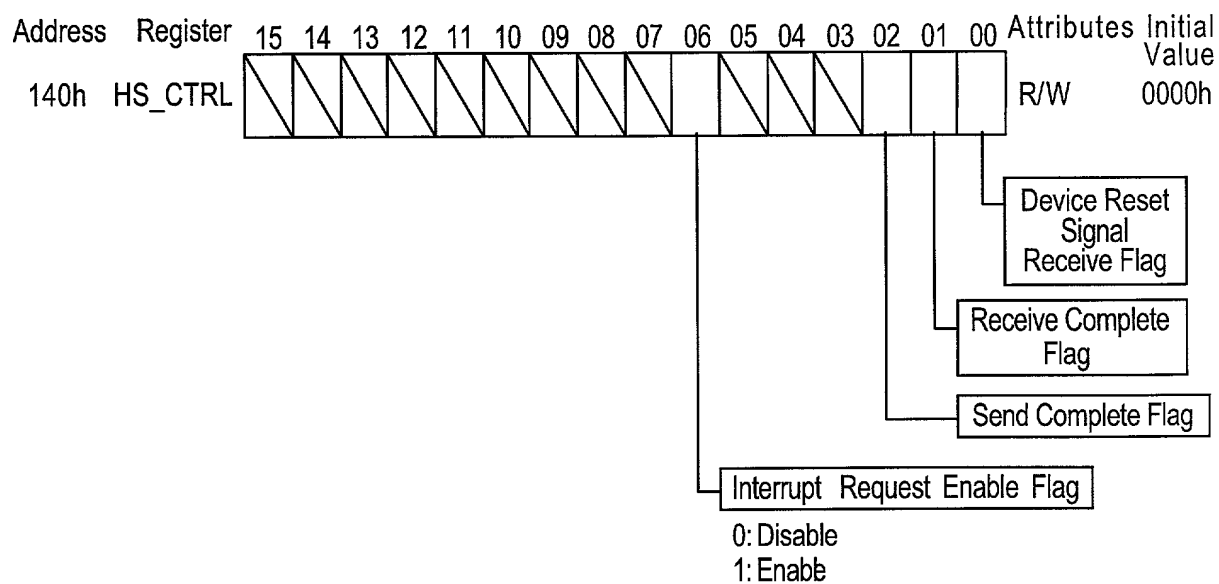 Address Register 15 14 13 12 11 10 09 08 07 06 05 04 03 02 01 00 Attributes Initial
Value
140h HS_CTRL R/W 0000h
Device Reset
Signal
Receive Flag
Receive Complete
Flag
Send Complete Flag
Interrupt Request Enable Flag
0: Disable
1: Enable